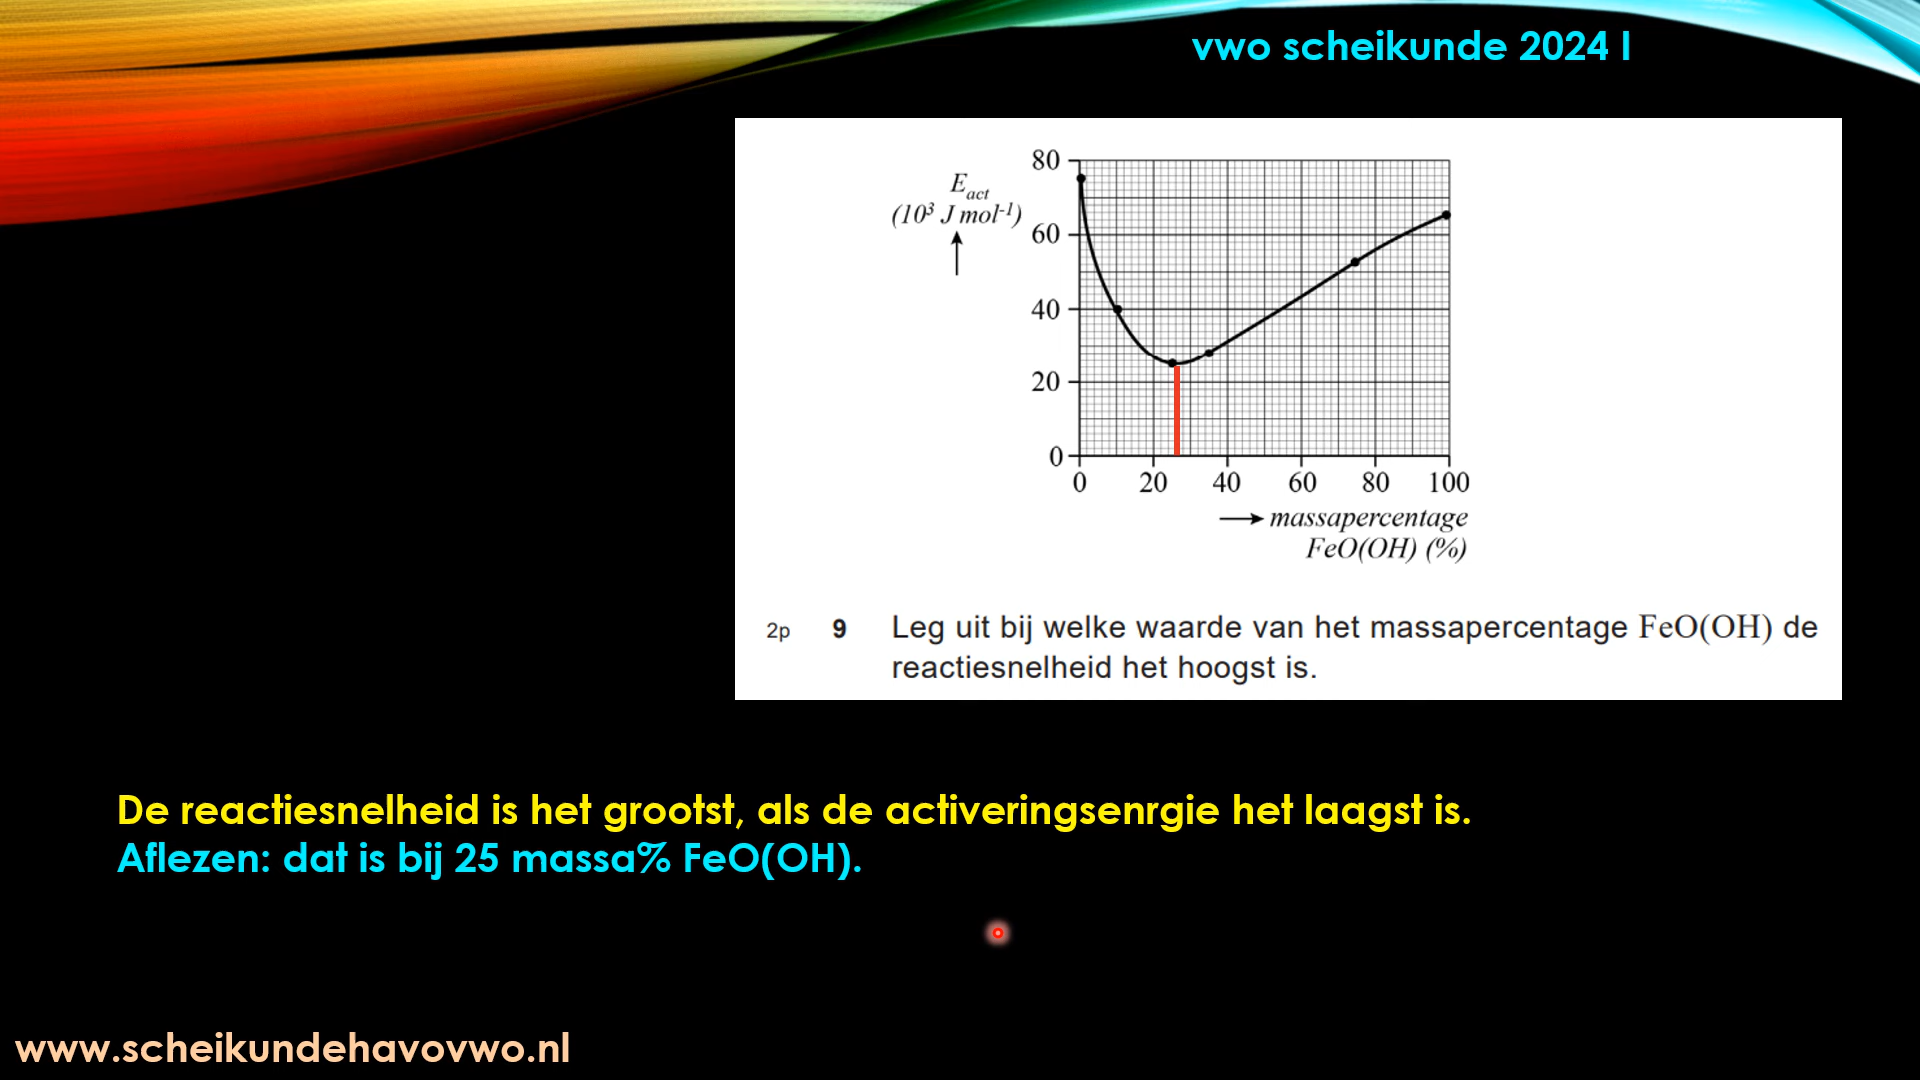 vwo scheikunde 2024 I
80
E_act
(10³ J mol⁻¹)
60
40
20
0
0 20 40 60 80 100
massapercentage
FeO(OH) (%)
2p 9 Leg uit bij welke waarde van het massapercentage FeO(OH) de
reactiesnelheid het hoogst is.
De reactiesnelheid is het grootst, als de activeringsenrgie het laagst is.
Aflezen: dat is bij 25 massa% FeO(OH).
www.scheikundehavovwo.nl